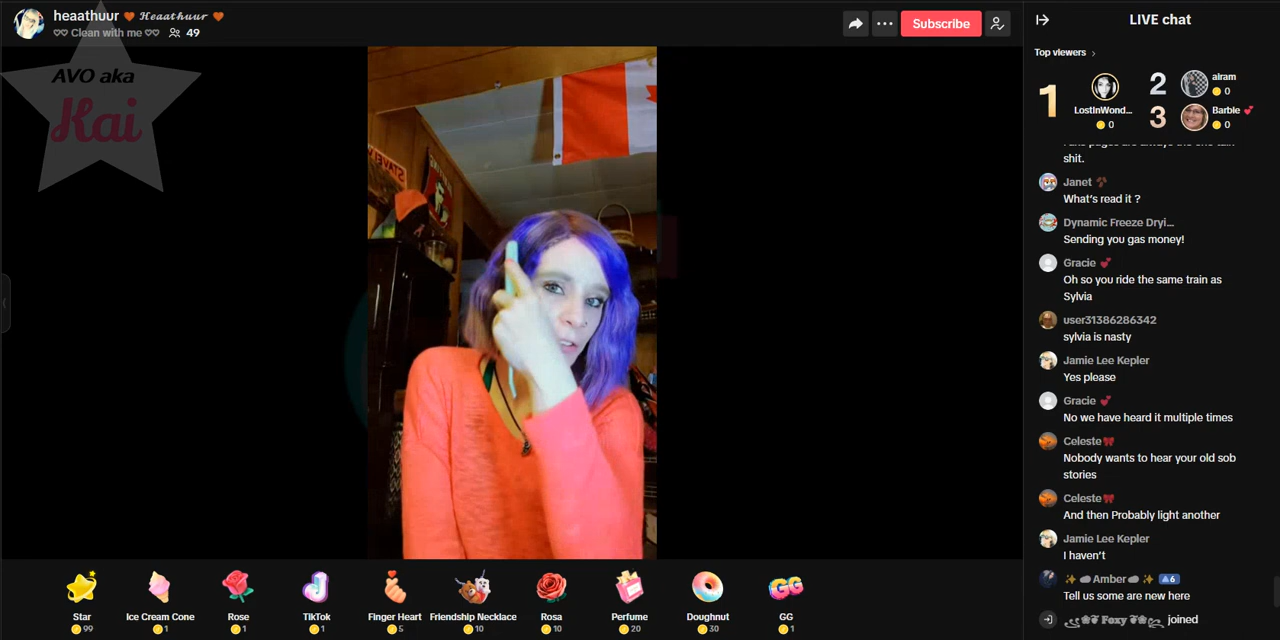 heaathuur 🧡 𝓗𝓮𝓪𝓪𝓽𝓱𝓾𝓾𝓻 🧡
♡♡ Clean with me ♡♡ 49
Subscribe
AVO aka
Kai
STAVELY
Star
99
Ice Cream Cone
1
Rose
1
TikTok
1
Finger Heart
5
Friendship Necklace
10
Rosa
10
Perfume
20
Doughnut
30
GG
1
LIVE chat
Top viewers
1
LostInWond...
0
2
alram
0
3
Barbie 💕
0
shit.
Janet
What's read it ?
Dynamic Freeze Dryi...
Sending you gas money!
Gracie 💕
Oh so you ride the same train as
Sylvia
user31386286342
sylvia is nasty
Jamie Lee Kepler
Yes please
Gracie 💕
No we have heard it multiple times
Celeste🎀
Nobody wants to hear your old sob
stories
Celeste🎀
And then Probably light another
Jamie Lee Kepler
I haven't
✨☁️Amber☁️✨ 6
Tell us some are new here
Foxy joined